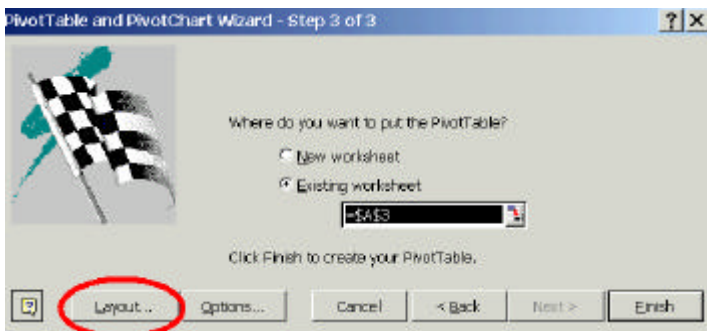 PivotTable and PivotChart Wizard - Step 3 of 3
Where do you want to put the PivotTable?
New worksheet
Existing worksheet
=$A$3
Click Finish to create your PivotTable.
Layout... Options... Cancel < Back Next > Finish